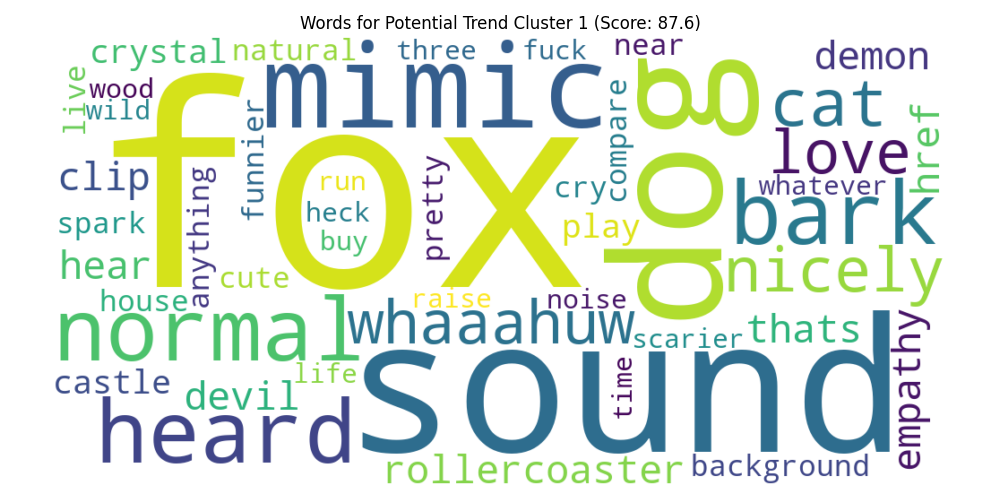 Words for Potential Trend Cluster 1 (Score: 87.6)
crystal natural three fuck near demon
live wood wild fox mimic dog cat
funnier compare love href
clip anything run pretty cry whatever
spark heck play bark
hear buy nicely
cute
house raise noise
normal whaaahuw scarier thats
castle devil life sound time empathy
heard
rollercoaster background